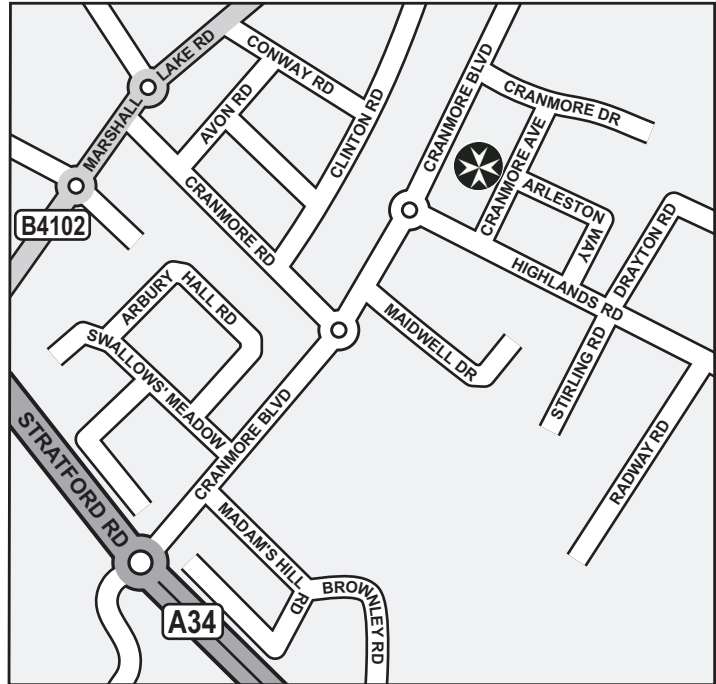 LAKE RD
MARSHALL
CONWAY RD
AVON RD
CLINTON RD
CRANMORE BLVD
CRANMORE DR
CRANMORE AVE
ARLESTON
WAY
CRANMORE RD
B4102
HIGHLANDS RD
DRAYTON RD
ARBURY
HALL RD
MAIDWELL DR
STIRLING RD
SWALLOWS' MEADOW
CRANMORE BLVD
STRATFORD RD
RADWAY RD
MADAM'S HILL
RD
BROWNLEY
RD
A34